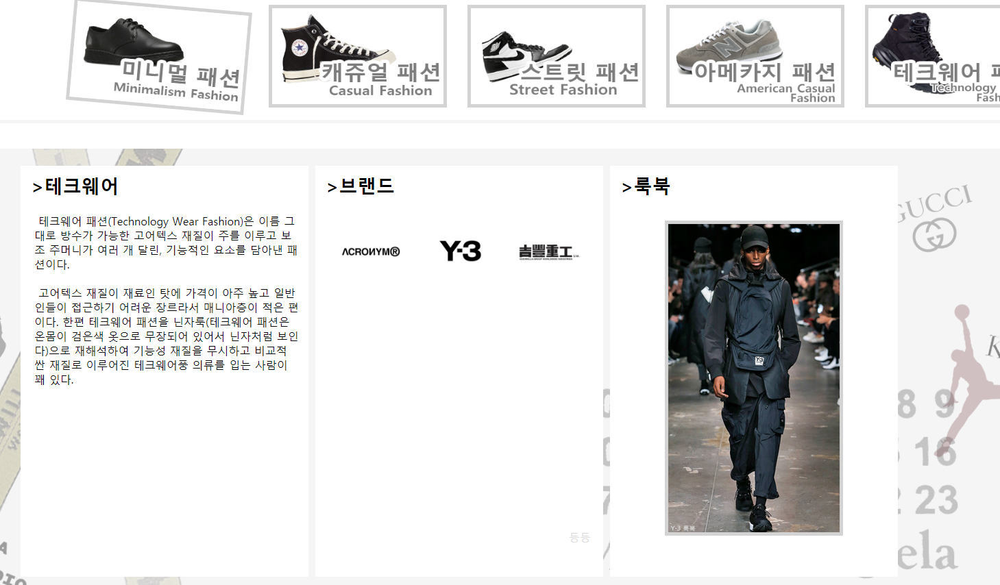 미니멀 패션
Minimalism Fashion
캐쥬얼 패션
Casual Fashion
스트릿 패션
Street Fashion
아메카지 패션
American Casual
Fashion
테크웨어
Technology
>테크웨어
테크웨어 패션(Technology Wear Fashion)은 이름 그
대로 방수가 가능한 고어텍스 재질이 주를 이루고 보
조 주머니가 여러 개 달린, 기능적인 요소를 담아낸 패
션이다.
고어텍스 재질이 재료인 탓에 가격이 아주 높고 일반
인들이 접근하기 어려운 장르라서 매니아층이 적은 편
이다. 한편 테크웨어 패션을 닌자룩(테크웨어 패션은
온몸이 검은색 옷으로 무장되어 있어서 닌자처럼 보인
다)으로 재해석하여 기능성 재질을 무시하고 비교적
싼 재질로 이루어진 테크웨어풍 의류를 입는 사람이
꽤 있다.
>브랜드
ACRONYM®
Y-3
吉豐重工 Ltd.
등등
>룩북
Y-3
Y-3 룩북
GUCCI
8 9
16
23
ela